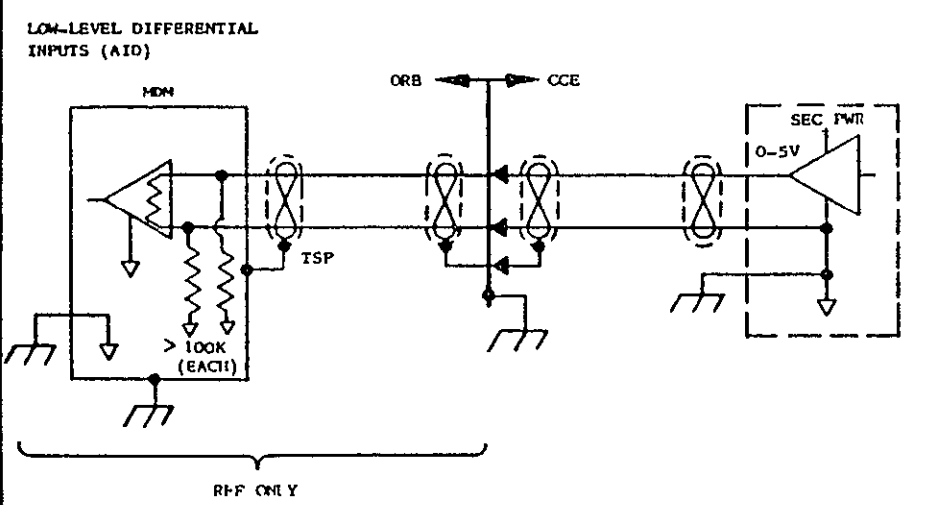 LOW-LEVEL DIFFERENTIAL
INPUTS (AID)
ORB
CCE
MDM
SEC PWR
0-5V
TSP
> 100K
(EACH)
REF ONLY